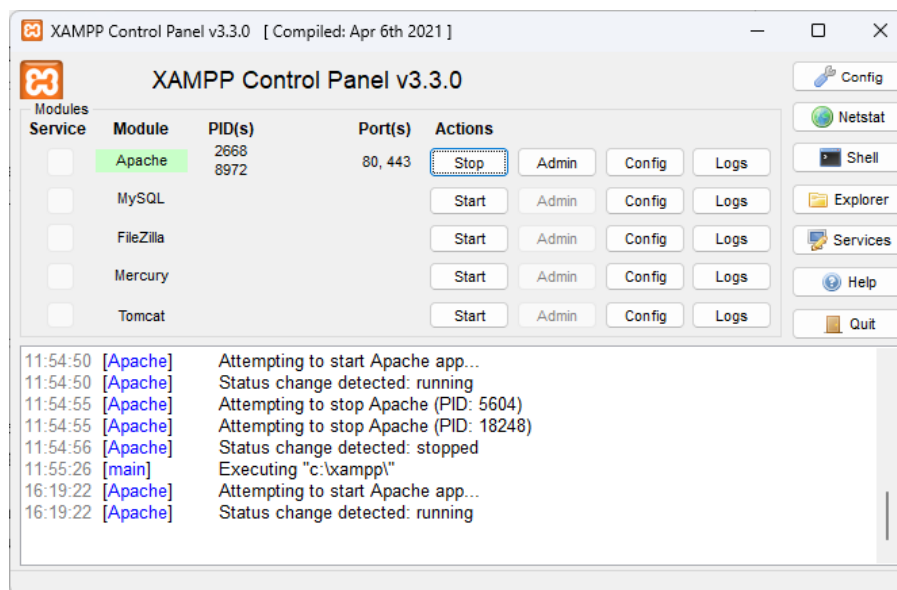 XAMPP Control Panel v3.3.0 [ Compiled: Apr 6th 2021 ]
XAMPP Control Panel v3.3.0
Config
Modules
Service Module PID(s) Port(s) Actions
Netstat
Apache 2668 8972 80, 443 Stop Admin Config Logs
Shell
MySQL Start Admin Config Logs
Explorer
FileZilla Start Admin Config Logs
Services
Mercury Start Admin Config Logs
Help
Tomcat Start Admin Config Logs
Quit
11:54:50 [Apache] Attempting to start Apache app...
11:54:50 [Apache] Status change detected: running
11:54:55 [Apache] Attempting to stop Apache (PID: 5604)
11:54:55 [Apache] Attempting to stop Apache (PID: 18248)
11:54:56 [Apache] Status change detected: stopped
11:55:26 [main] Executing "c:\xampp\"
16:19:22 [Apache] Attempting to start Apache app...
16:19:22 [Apache] Status change detected: running